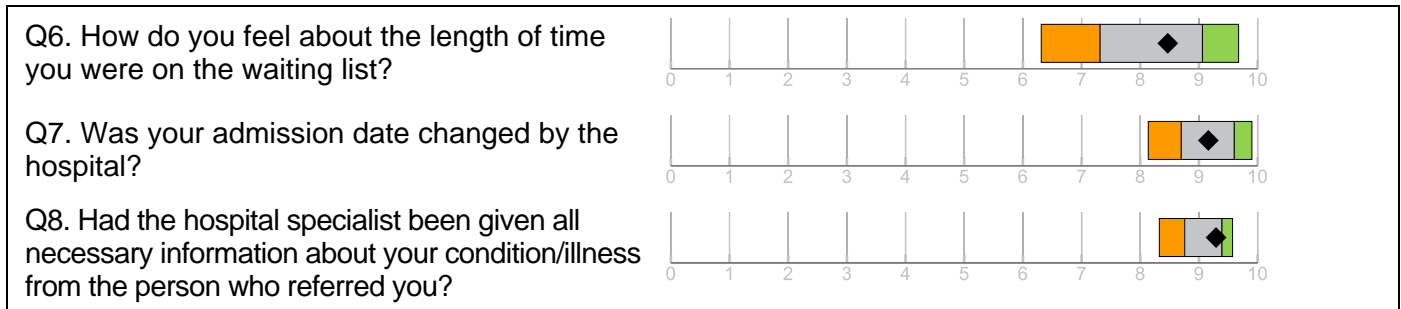 Q6. How do you feel about the length of time
you were on the waiting list?
0 1 2 3 4 5 6 7 8 9 10
Q7. Was your admission date changed by the
hospital?
0 1 2 3 4 5 6 7 8 9 10
Q8. Had the hospital specialist been given all
necessary information about your condition/illness
from the person who referred you?
0 1 2 3 4 5 6 7 8 9 10